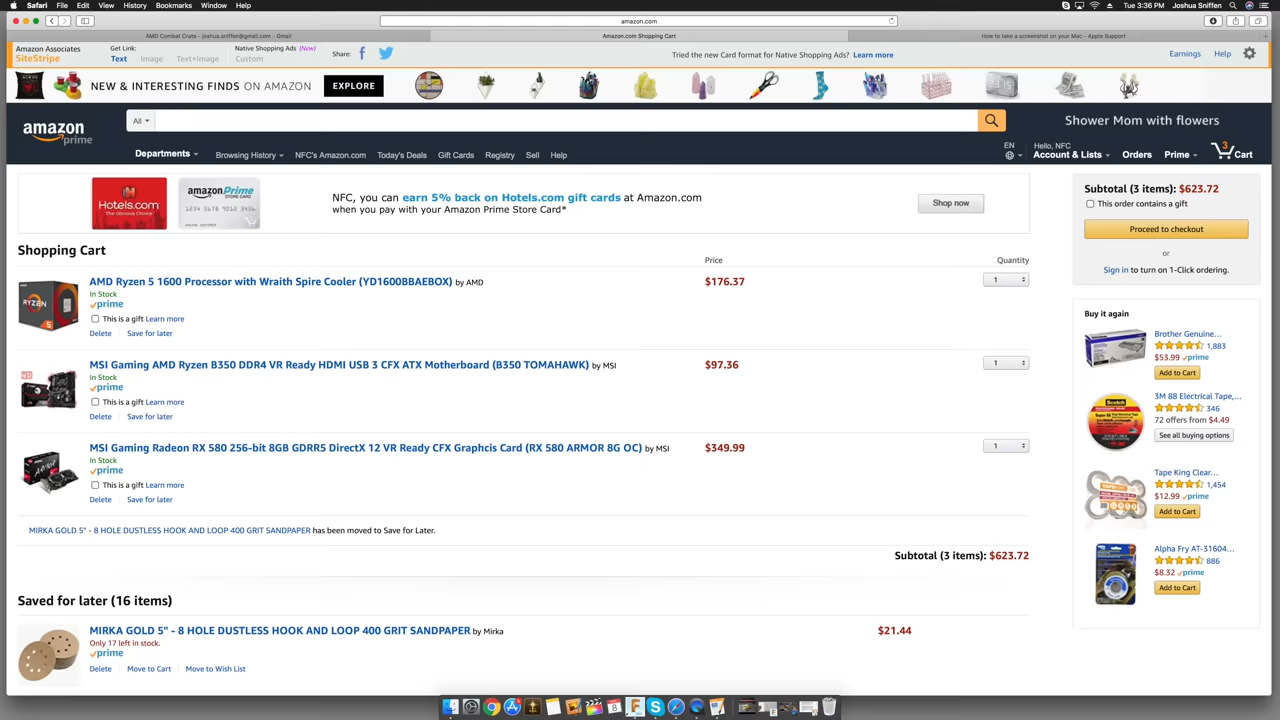 Safari File Edit View History Bookmarks Window Help
Tue 3:36 PM Joshua Sniffen
amazon.com
AMD Combat Crate - joshua.sniffen@gmail.com - Gmail
Amazon.com Shopping Cart
How to take a screenshot on your Mac - Apple Support
Amazon Associates
SiteStripe
Get Link:
Text Image Text+Image
Native Shopping Ads (New)
Custom
Share:
Tried the new Card format for Native Shopping Ads? Learn more
Earnings Help
NEW & INTERESTING FINDS ON AMAZON EXPLORE
amazon prime
All
Shower Mom with flowers
Departments Browsing History NFC's Amazon.com Today's Deals Gift Cards Registry Sell Help
EN
Hello, NFC
Account & Lists Orders Prime 3 Cart
Hotels.com
The Obvious Choice
amazonPrime
STORE CARD
NFC, you can earn 5% back on Hotels.com gift cards at Amazon.com
when you pay with your Amazon Prime Store Card*
Shop now
Subtotal (3 items): $623.72
This order contains a gift
Proceed to checkout
or
Sign in to turn on 1-Click ordering.
Shopping Cart
Price Quantity
AMD Ryzen 5 1600 Processor with Wraith Spire Cooler (YD1600BBAEBOX) by AMD
$176.37
1
In Stock
prime
This is a gift Learn more
Delete Save for later
RYZEN
5
MSI Gaming AMD Ryzen B350 DDR4 VR Ready HDMI USB 3 CFX ATX Motherboard (B350 TOMAHAWK) by MSI
$97.36
1
In Stock
prime
This is a gift Learn more
Delete Save for later
MSI Gaming Radeon RX 580 256-bit 8GB GDRR5 DirectX 12 VR Ready CFX Graphcis Card (RX 580 ARMOR 8G OC) by MSI
$349.99
1
In Stock
prime
This is a gift Learn more
Delete Save for later
MIRKA GOLD 5" - 8 HOLE DUSTLESS HOOK AND LOOP 400 GRIT SANDPAPER has been moved to Save for Later.
Subtotal (3 items): $623.72
Saved for later (16 items)
MIRKA GOLD 5" - 8 HOLE DUSTLESS HOOK AND LOOP 400 GRIT SANDPAPER by Mirka
$21.44
Only 17 left in stock.
prime
Delete Move to Cart Move to Wish List
Buy it again
Brother Genuine...
1,883
$53.99 prime
Add to Cart
3M 88 Electrical Tape,...
346
72 offers from $4.49
See all buying options
Scotch
Tape King Clear...
1,454
$12.99 prime
Add to Cart
Alpha Fry AT-31604...
886
$8.32 prime
Add to Cart